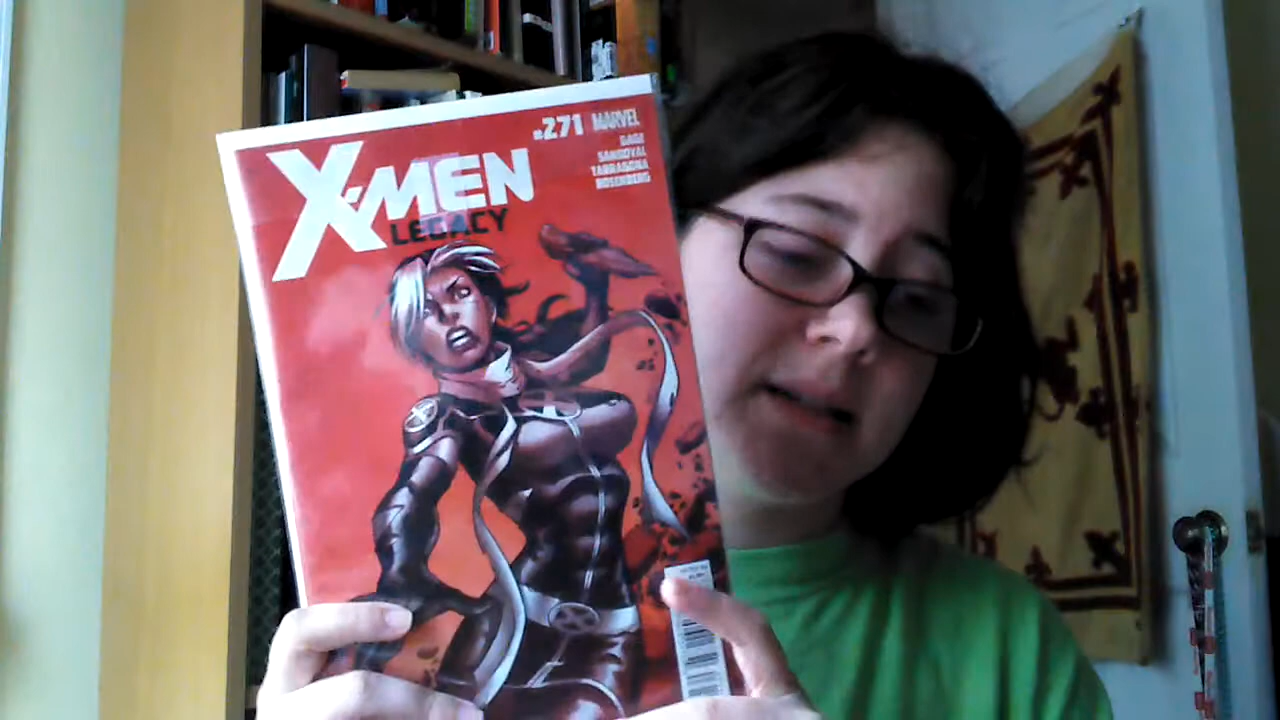 #271 MARVEL
X-MEN
LEGACY
GAGE
SANDOVAL
TARRAGONA
ROSENBERG